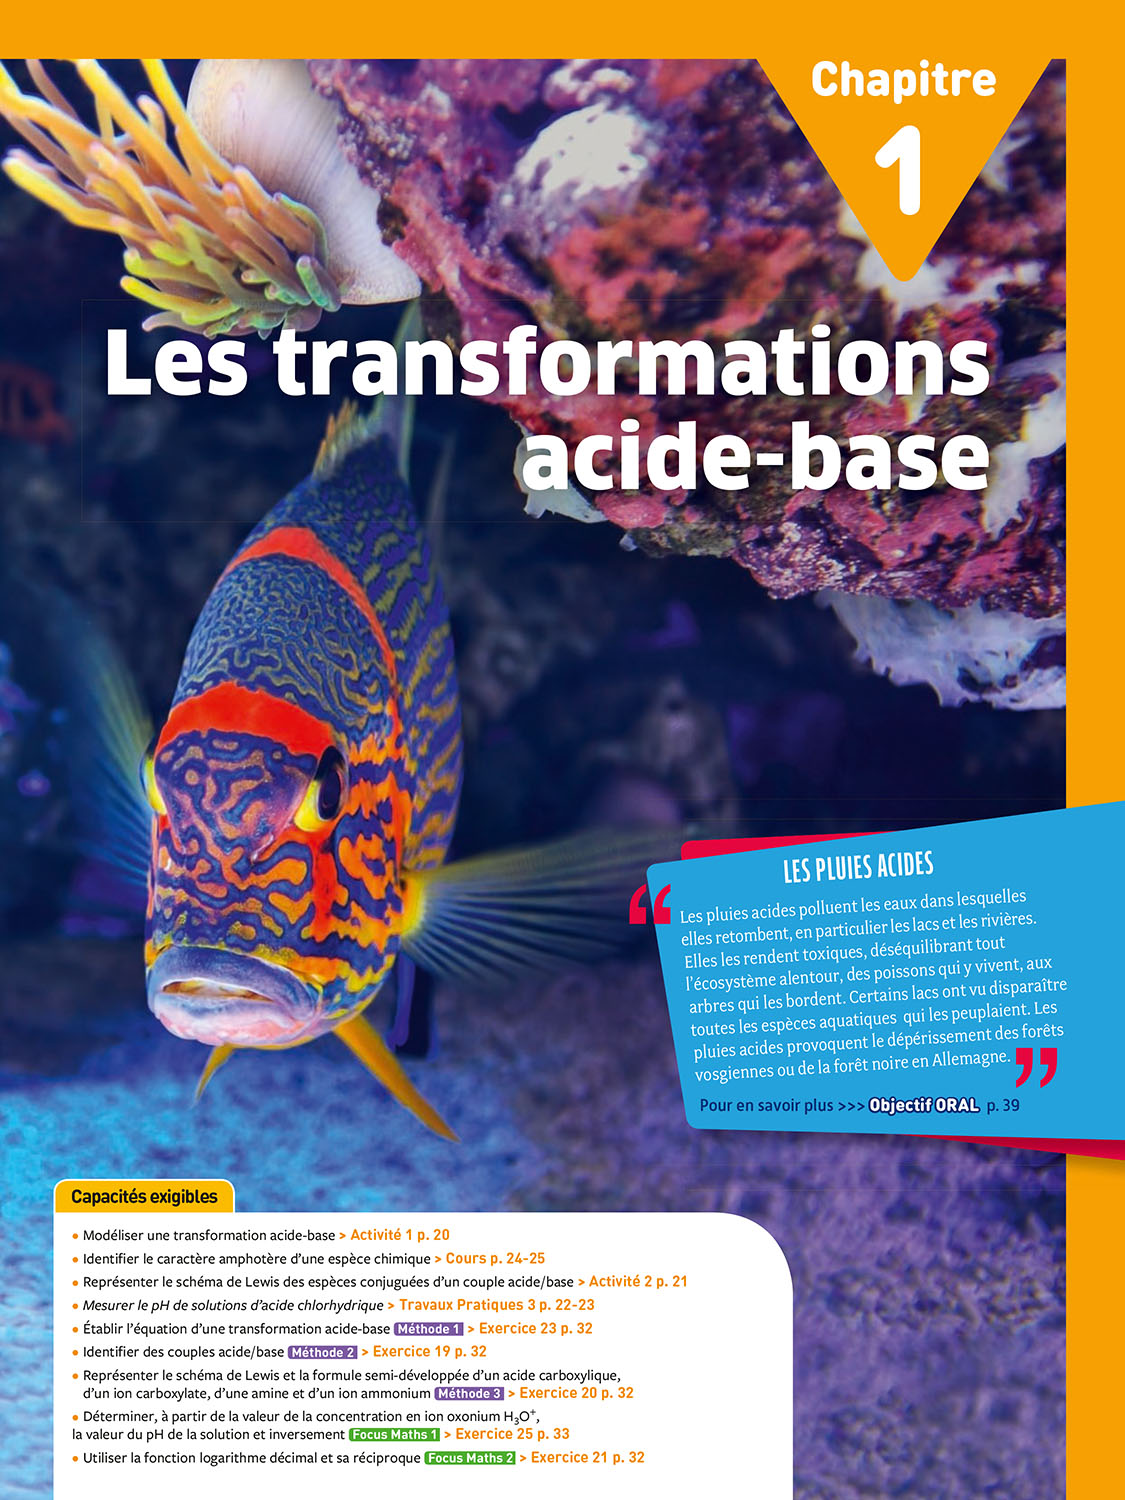 Chapitre
1
Les transformations
acide-base
LES PLUIES ACIDES
“ Les pluies acides polluent les eaux dans lesquelles
elles retombent, en particulier les lacs et les rivières.
Elles les rendent toxiques, déséquilibrant tout
l’écosystème alentour, des poissons qui y vivent, aux
arbres qui les bordent. Certains lacs ont vu disparaître
toutes les espèces aquatiques qui les peuplaient. Les
pluies acides provoquent le dépérissement des forêts
vosgiennes ou de la forêt noire en Allemagne. ”
Pour en savoir plus >>> Objectif ORAL p. 39
Capacités exigibles
• Modéliser une transformation acide-base > Activité 1 p. 20
• Identifier le caractère amphotère d’une espèce chimique > Cours p. 24-25
• Représenter le schéma de Lewis des espèces conjuguées d’un couple acide/base > Activité 2 p. 21
• Mesurer le pH de solutions d’acide chlorhydrique > Travaux Pratiques 3 p. 22-23
• Établir l’équation d’une transformation acide-base Méthode 1 > Exercice 23 p. 32
• Identifier des couples acide/base Méthode 2 > Exercice 19 p. 32
• Représenter le schéma de Lewis et la formule semi-développée d’un acide carboxylique,
d’un ion carboxylate, d’une amine et d’un ion ammonium Méthode 3 > Exercice 20 p. 32
• Déterminer, à partir de la valeur de la concentration en ion oxonium H₃O⁺,
la valeur du pH de la solution et inversement Focus Maths 1 > Exercice 25 p. 33
• Utiliser la fonction logarithme décimal et sa réciproque Focus Maths 2 > Exercice 21 p. 32